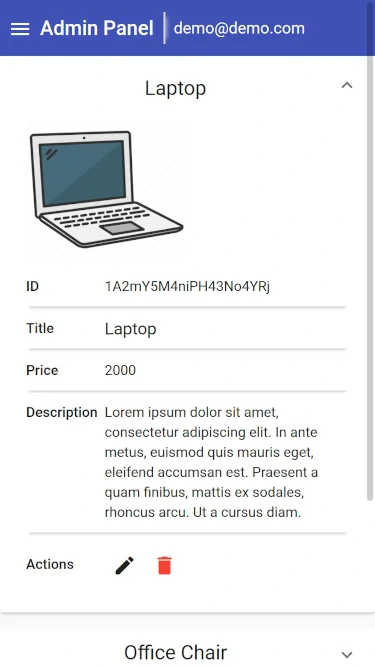 Admin Panel demo@demo.com
Laptop
ID 1A2mY5M4niPH43No4YRj
Title Laptop
Price 2000
Description Lorem ipsum dolor sit amet,
consectetur adipiscing elit. In ante
metus, euismod quis mauris eget,
eleifend accumsan est. Praesent a
quam finibus, mattis ex sodales,
rhoncus arcu. Ut a cursus diam.
Actions
Office Chair